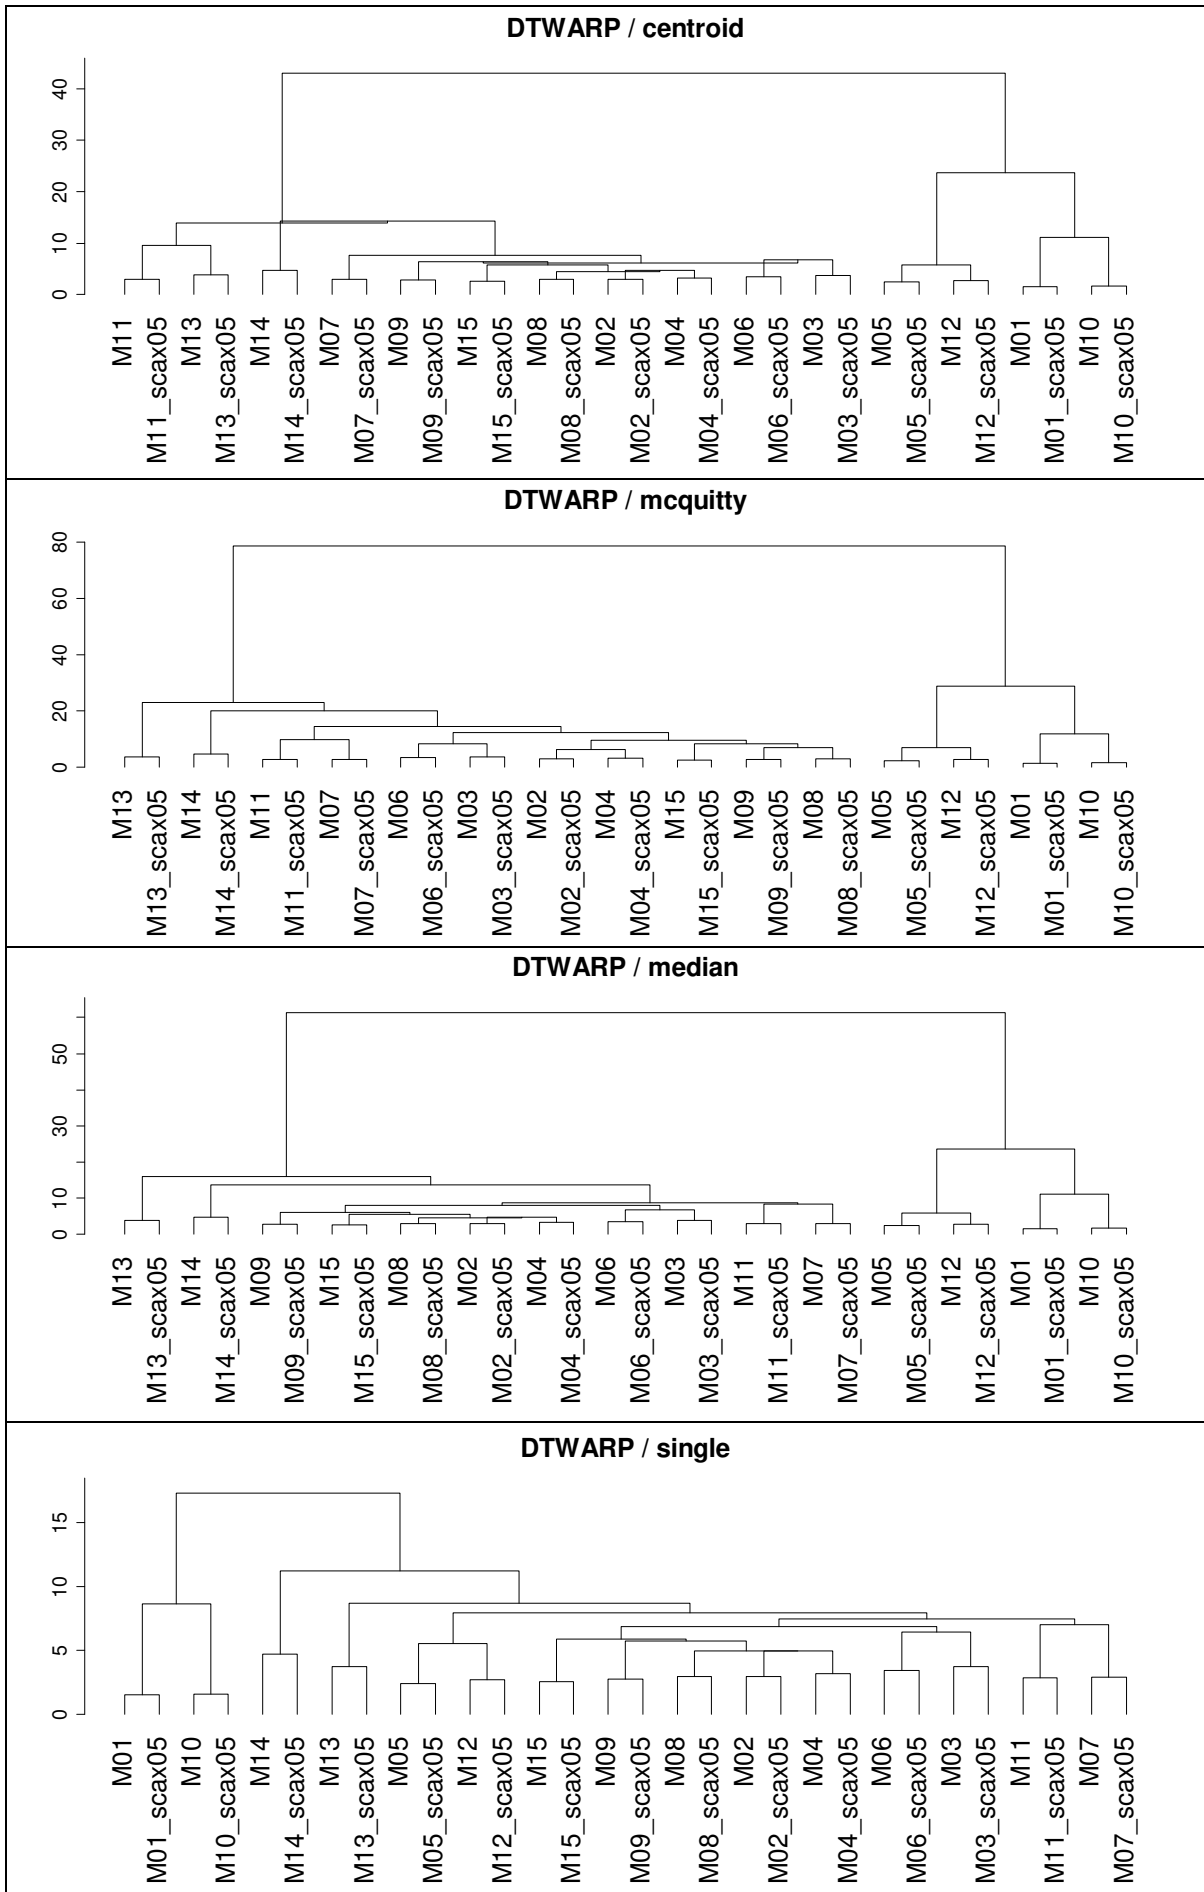 DTWARP / centroid
40
30
20
10
0
M11
M11_scax05
M13
M13_scax05
M14
M14_scax05
M07
M07_scax05
M09
M09_scax05
M15
M15_scax05
M08
M08_scax05
M02
M02_scax05
M04
M04_scax05
M06
M06_scax05
M03
M03_scax05
M05
M05_scax05
M12
M12_scax05
M01
M01_scax05
M10
M10_scax05
DTWARP / mcquitty
80
60
40
20
0
M13
M13_scax05
M14
M14_scax05
M11
M11_scax05
M07
M07_scax05
M06
M06_scax05
M03
M03_scax05
M02
M02_scax05
M04
M04_scax05
M15
M15_scax05
M09
M09_scax05
M08
M08_scax05
M05
M05_scax05
M12
M12_scax05
M01
M01_scax05
M10
M10_scax05
DTWARP / median
50
30
10
0
M13
M13_scax05
M14
M14_scax05
M09
M09_scax05
M15
M15_scax05
M08
M08_scax05
M02
M02_scax05
M04
M04_scax05
M06
M06_scax05
M03
M03_scax05
M11
M11_scax05
M07
M07_scax05
M05
M05_scax05
M12
M12_scax05
M01
M01_scax05
M10
M10_scax05
DTWARP / single
15
10
5
0
M01
M01_scax05
M10
M10_scax05
M14
M14_scax05
M13
M13_scax05
M05
M05_scax05
M12
M12_scax05
M15
M15_scax05
M09
M09_scax05
M08
M08_scax05
M02
M02_scax05
M04
M04_scax05
M06
M06_scax05
M03
M03_scax05
M11
M11_scax05
M07
M07_scax05